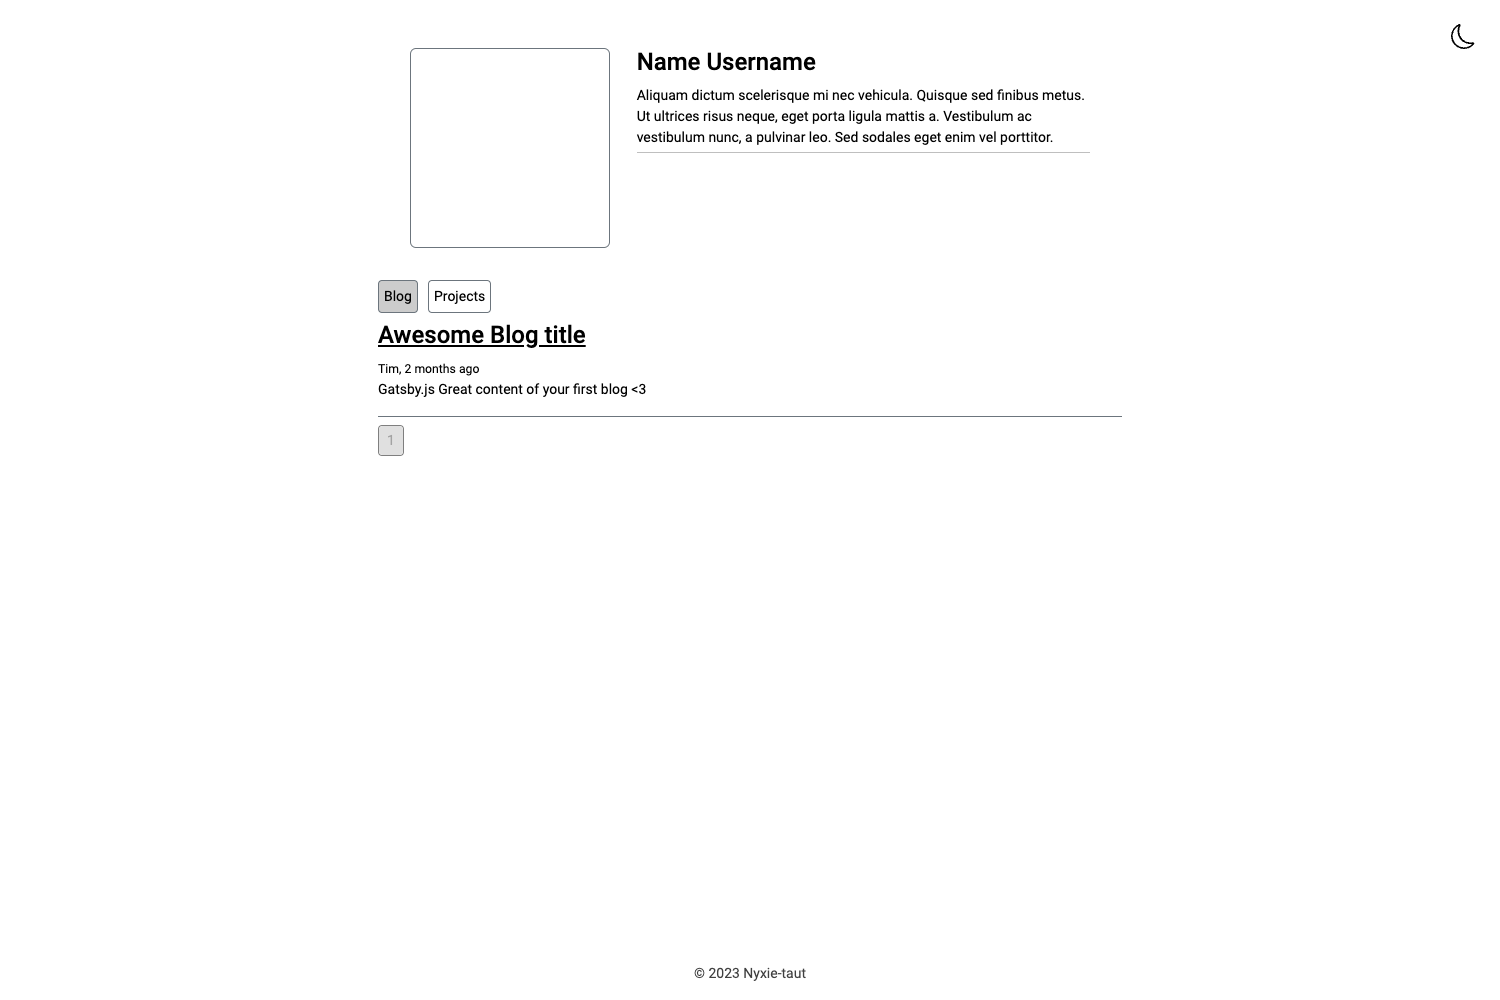 Name Username
Aliquam dictum scelerisque mi nec vehicula. Quisque sed finibus metus.
Ut ultrices risus neque, eget porta ligula mattis a. Vestibulum ac
vestibulum nunc, a pulvinar leo. Sed sodales eget enim vel porttitor.
Blog Projects
Awesome Blog title
Tim, 2 months ago
Gatsby.js Great content of your first blog <3
1
© 2023 Nyxie-taut